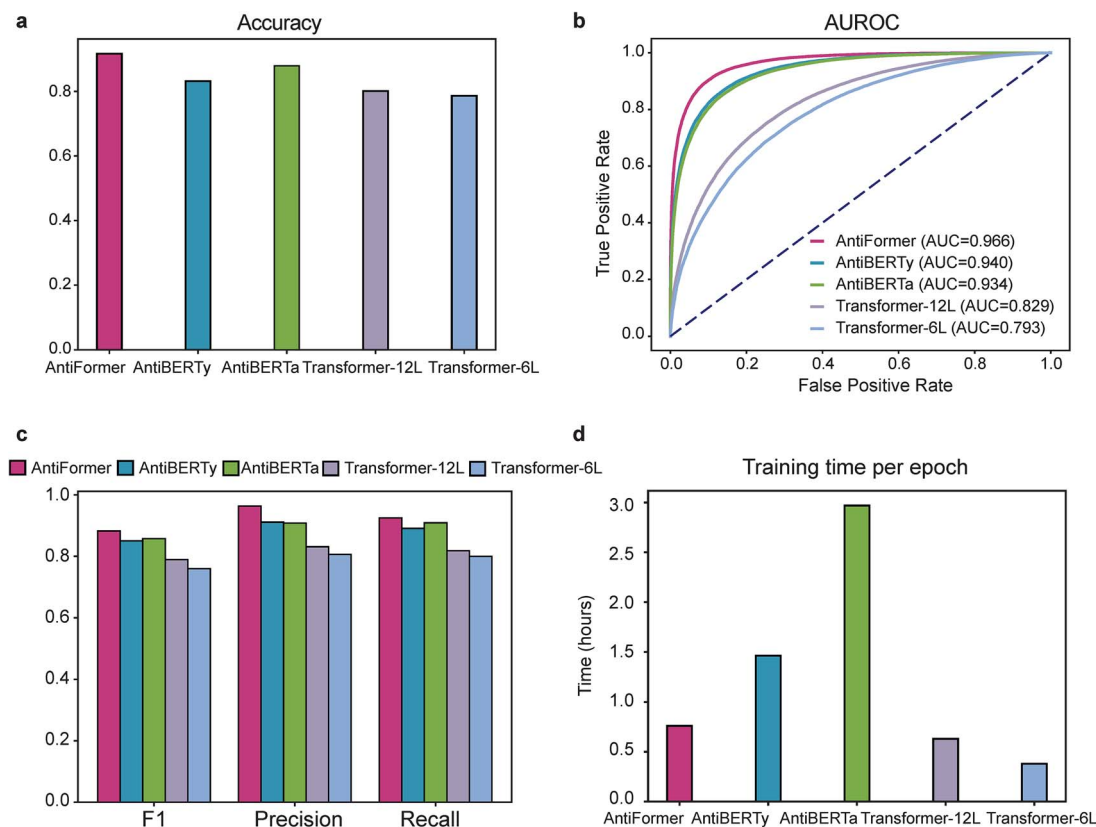 a
Accuracy
0.8
0.6
0.4
0.2
0.0
AntiFormer AntiBERTy AntiBERTa Transformer-12L Transformer-6L
b
AUROC
True Positive Rate
1.0
0.8
0.6
0.4
0.2
0.0
AntiFormer (AUC=0.966)
AntiBERTy (AUC=0.940)
AntiBERTa (AUC=0.934)
Transformer-12L (AUC=0.829)
Transformer-6L (AUC=0.793)
0.0 0.2 0.4 0.6 0.8 1.0
False Positive Rate
c
AntiFormer AntiBERTy AntiBERTa Transformer-12L Transformer-6L
1.0
0.8
0.6
0.4
0.2
0.0
F1 Precision Recall
d
Training time per epoch
Time (hours)
3.0
2.5
2.0
1.5
1.0
0.5
0.0
AntiFormer AntiBERTy AntiBERTa Transformer-12L Transformer-6L